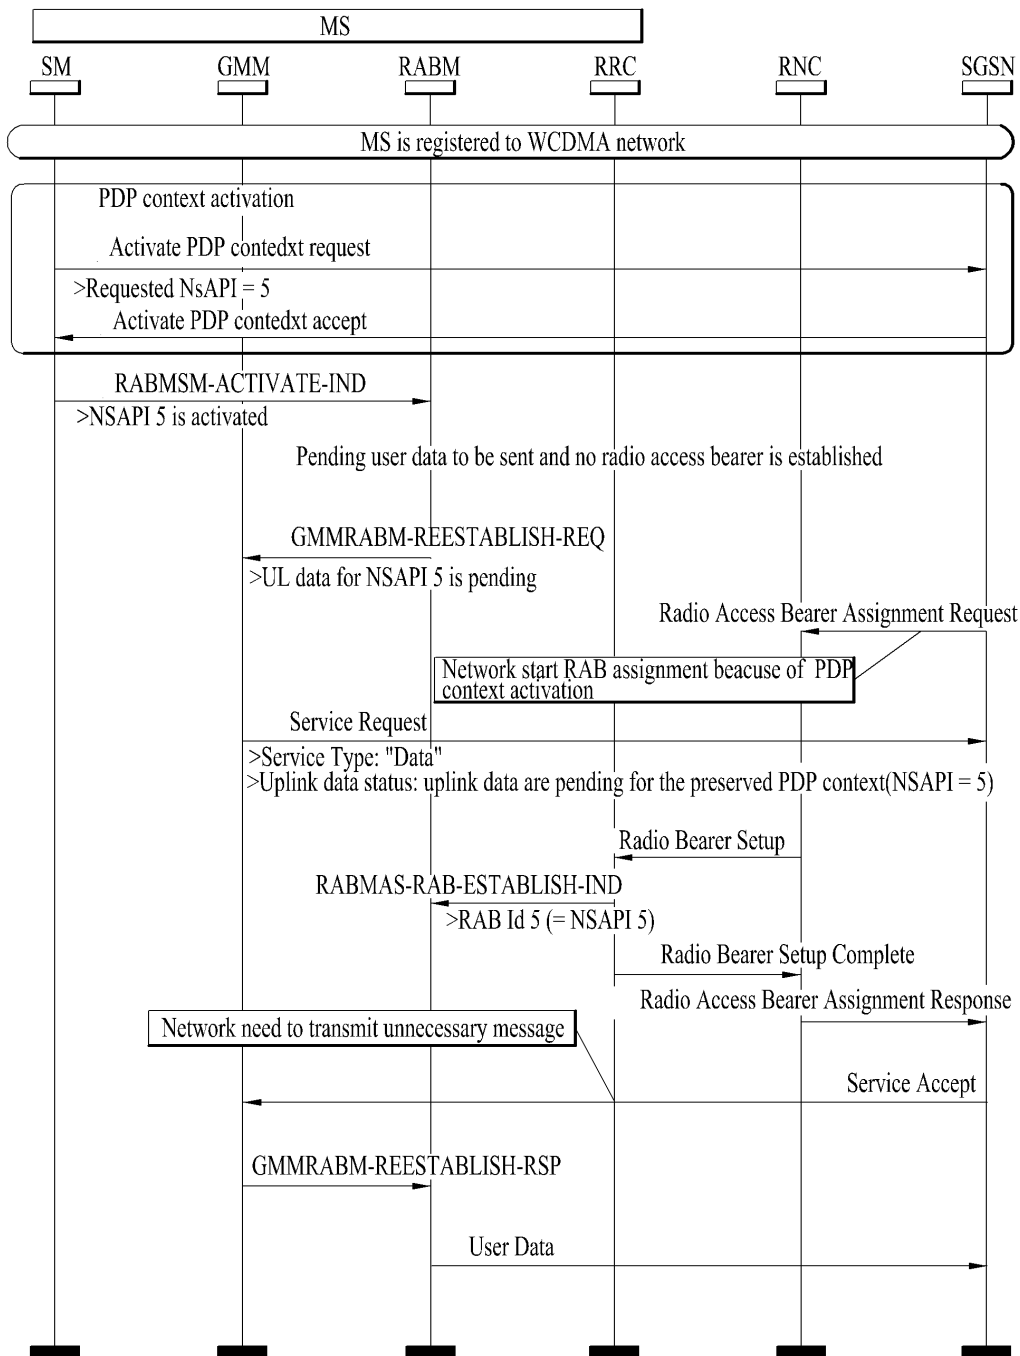 MS
SM GMM RABM RRC RNC SGSN
MS is registered to WCDMA network
PDP context activation
Activate PDP contedxt request
>Requested NsAPI = 5
Activate PDP contedxt accept
RABMSM-ACTIVATE-IND
>NSAPI 5 is activated
Pending user data to be sent and no radio access bearer is established
GMMRABM-REESTABLISH-REQ
>UL data for NSAPI 5 is pending
Radio Access Bearer Assignment Request
Network start RAB assignment beacuse of PDP
context activation
Service Request
>Service Type: "Data"
>Uplink data status: uplink data are pending for the preserved PDP context(NSAPI = 5)
Radio Bearer Setup
RABMAS-RAB-ESTABLISH-IND
>RAB Id 5 (= NSAPI 5)
Radio Bearer Setup Complete
Radio Access Bearer Assignment Response
Network need to transmit unnecessary message
Service Accept
GMMRABM-REESTABLISH-RSP
User Data